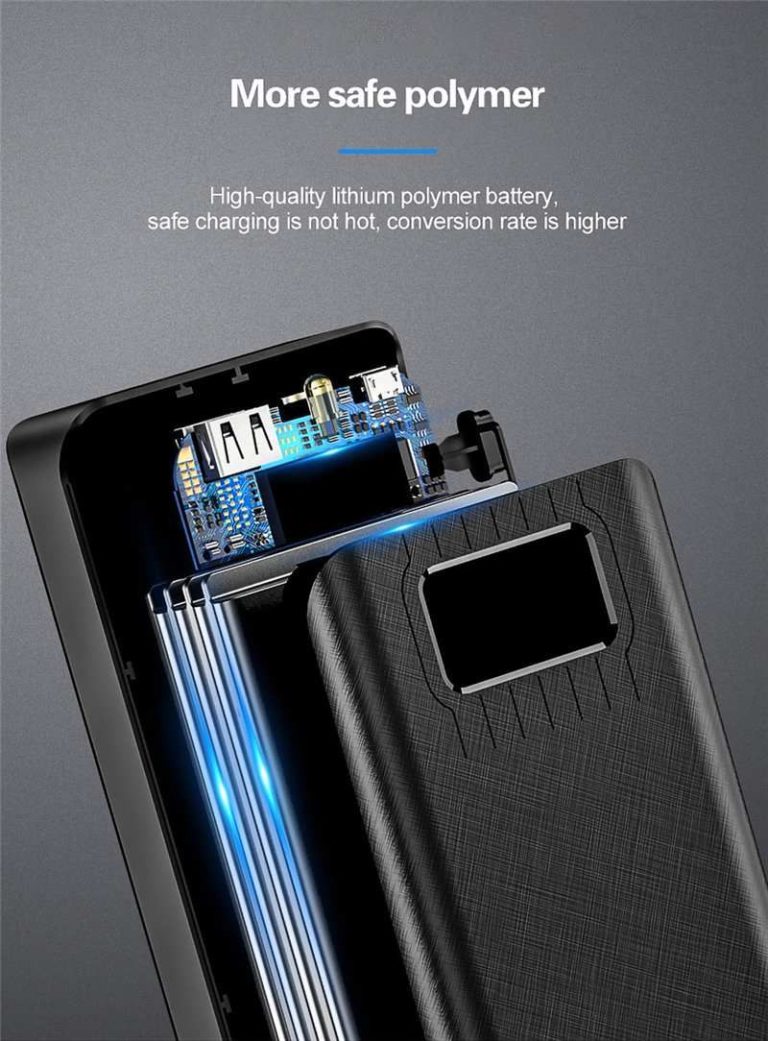 More safe polymer
High-quality lithium polymer battery,
safe charging is not hot, conversion rate is higher